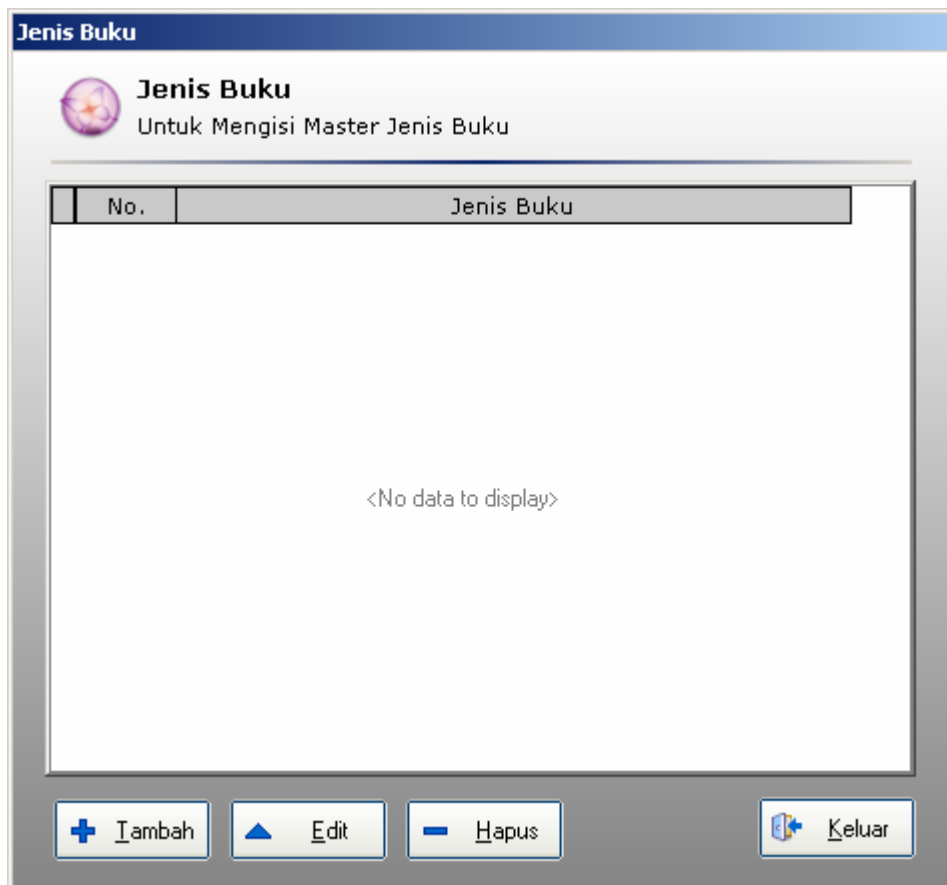 Jenis Buku
Jenis Buku
Untuk Mengisi Master Jenis Buku
No. Jenis Buku
<No data to display>
Tambah Edit Hapus Keluar